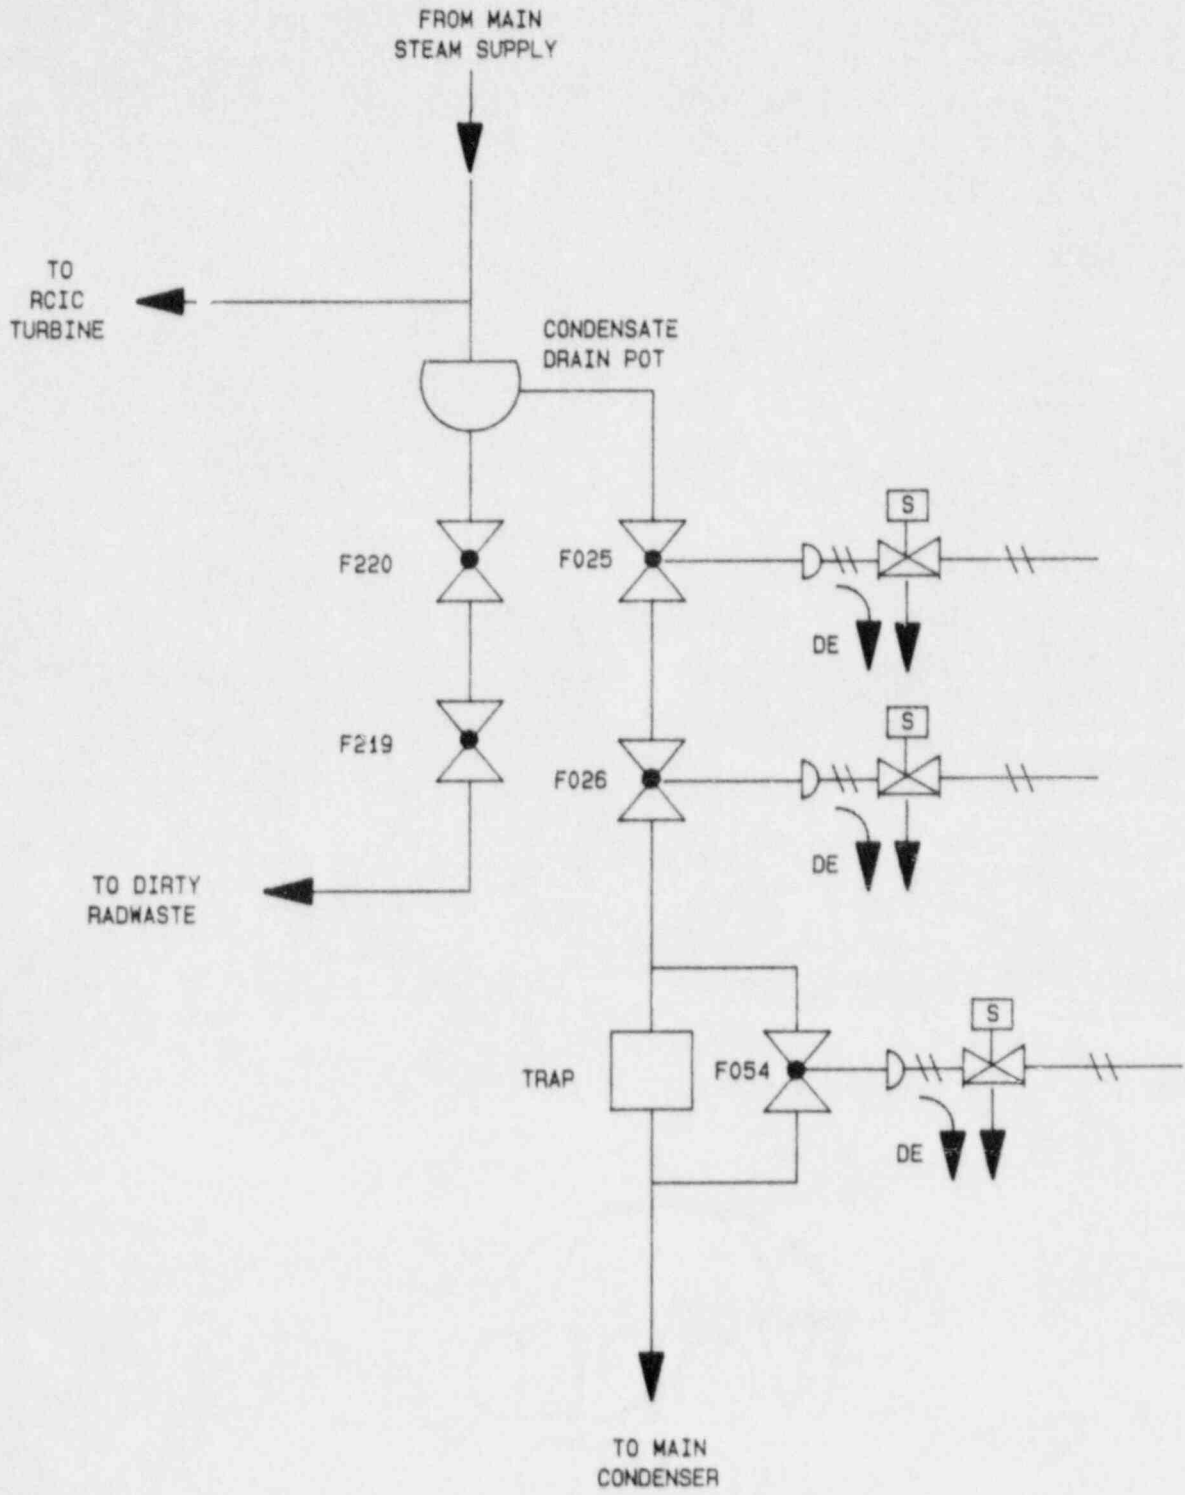 FROM MAIN
STEAM SUPPLY
TO
RCIC
TURBINE
CONDENSATE
DRAIN POT
S
F220
F025
DE
S
F219
F026
DE
TO DIRTY
RADWASTE
S
TRAP
F054
DE
TO MAIN
CONDENSER